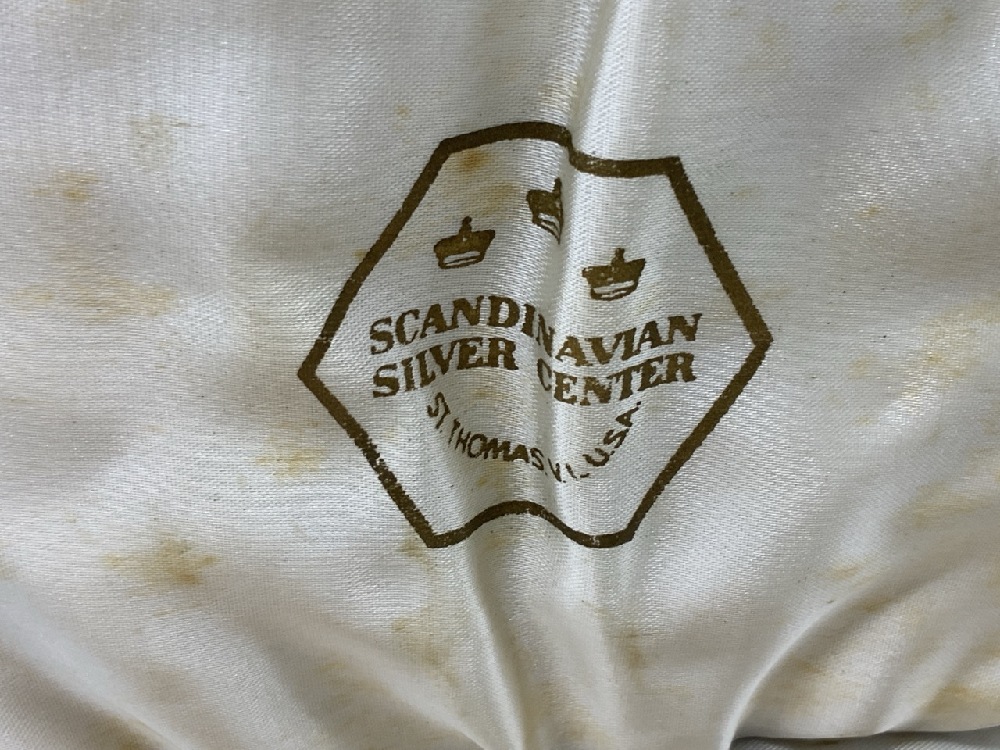 SCANDINAVIAN
SILVER CENTER
ST. THOMAS V.I. U.S.A.